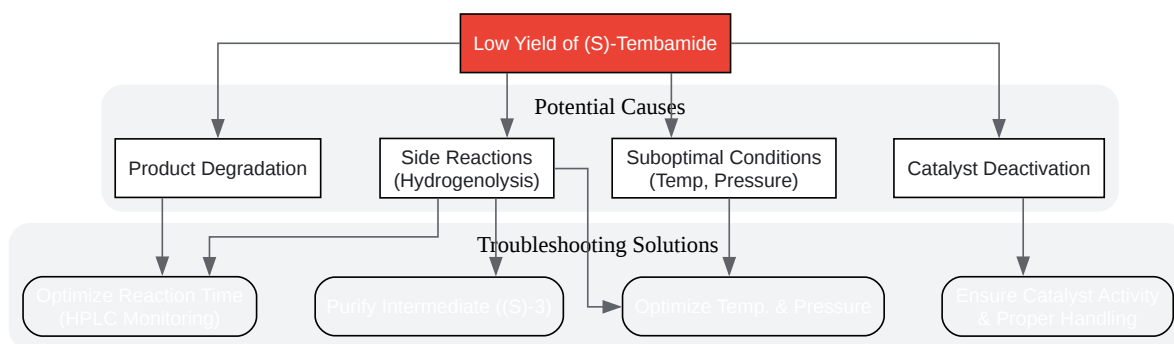 Low Yield of (S)-Tembamide
Potential Causes
Product Degradation
Side Reactions
(Hydrogenolysis)
Suboptimal Conditions
(Temp, Pressure)
Catalyst Deactivation
Troubleshooting Solutions
Optimize Reaction Time
(HPLC Monitoring)
Purify Intermediate ((S)-3)
Optimize Temp. & Pressure
Ensure Catalyst Activity
& Proper Handling